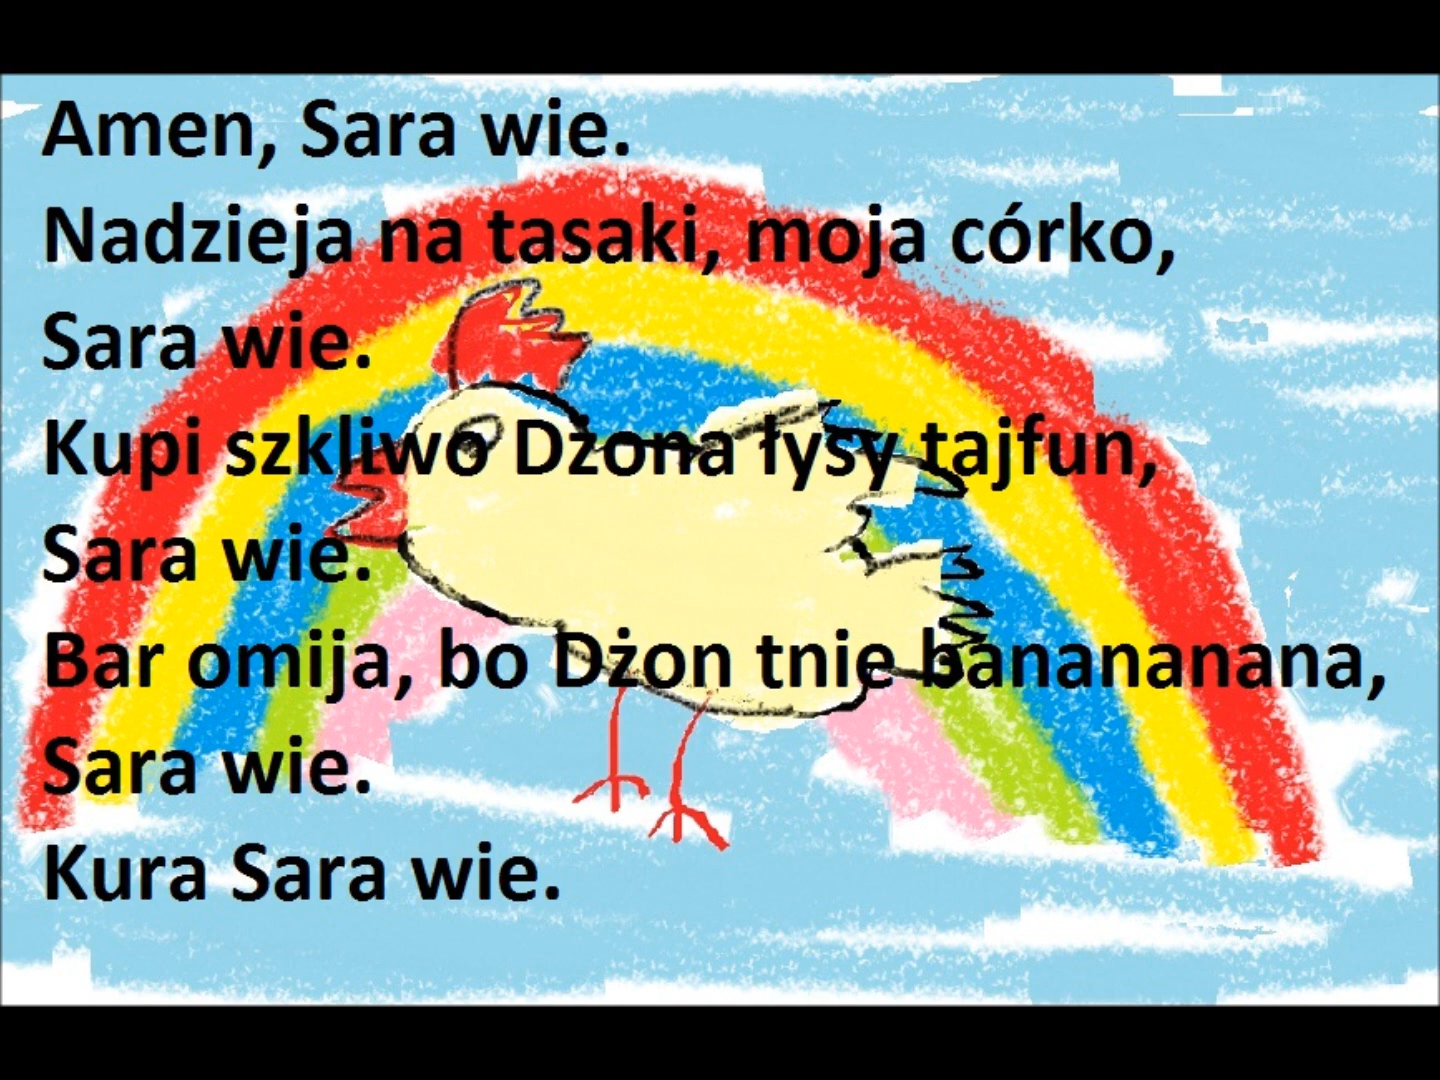 Amen, Sara wie.
Nadzieja na tasaki, moja córko,
Sara wie.
Kupi szkliwo Dżona łysy tajfun,
Sara wie.
Bar omija, bo Dżon tnie banananana,
Sara wie.
Kura Sara wie.